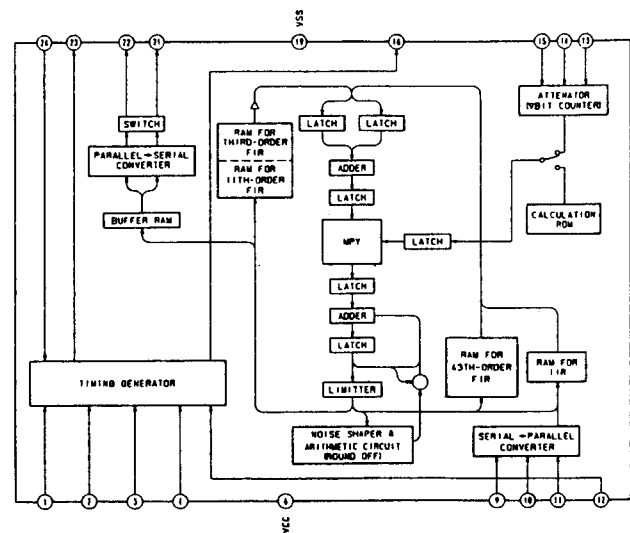 VSS
24 23 22 21 19 16 15 14 13
ATTENATOR
(9BIT COUNTER)
SWITCH
PARALLEL→SERIAL
CONVERTER
BUFFER RAM
RAM FOR
THIRD-ORDER
FIR
RAM FOR
11TH-ORDER
FIR
LATCH LATCH
ADDER
LATCH
MPY
LATCH
CALCULATION
ROM
LATCH
ADDER
LATCH
LIMITTER
NOISE SHAPER &
ARITHMETIC CIRCUIT
(ROUND OFF)
TIMING GENERATOR
RAM FOR
43TH-ORDER
FIR
RAM FOR
IIR
SERIAL→PARALLEL
CONVERTER
1 2 3 4 6 9 10 11 12
VCC